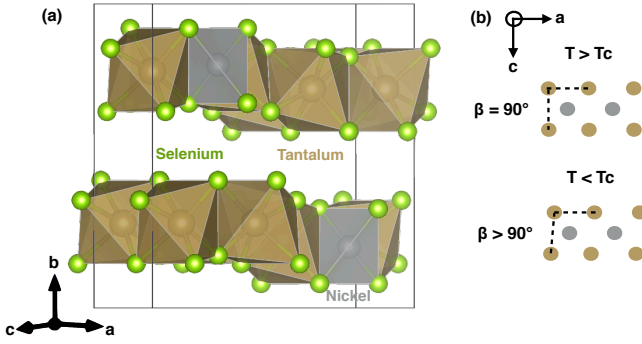 (a)
Selenium
Tantalum
Nickel
b
c
a
(b)
a
c
T > Tc
β = 90°
T < Tc
β > 90°